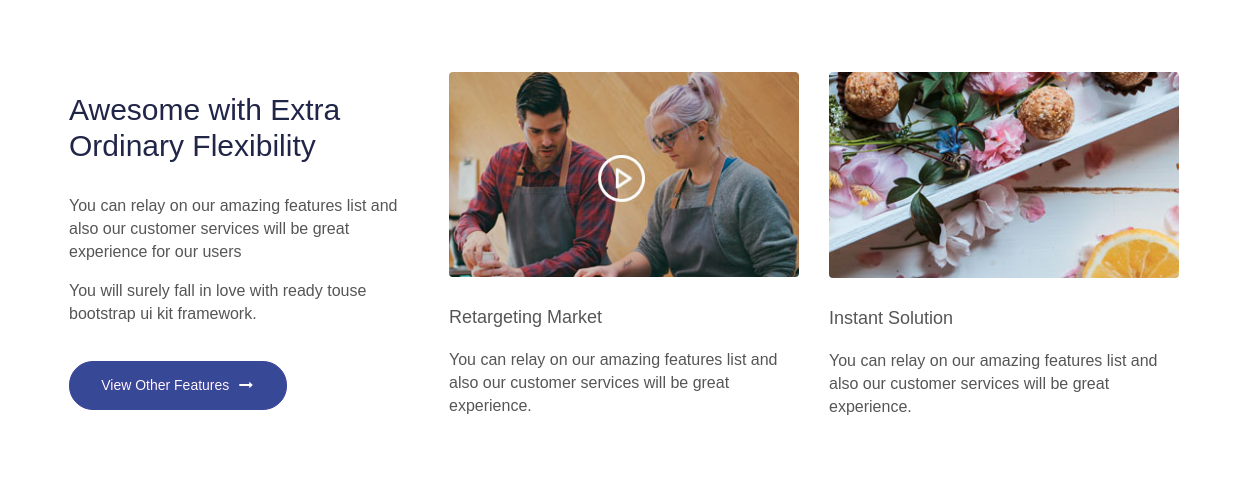 Awesome with Extra
Ordinary Flexibility
You can relay on our amazing features list and
also our customer services will be great
experience for our users
You will surely fall in love with ready touse
bootstrap ui kit framework.
View Other Features
Retargeting Market
You can relay on our amazing features list and
also our customer services will be great
experience.
Instant Solution
You can relay on our amazing features list and
also our customer services will be great
experience.